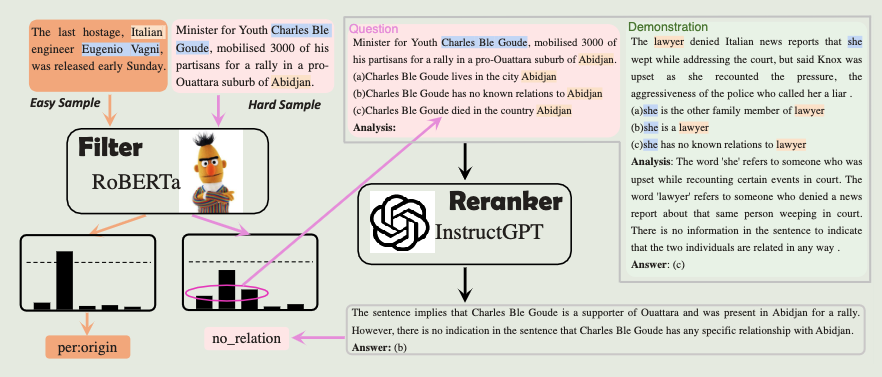 The last hostage, Italian
engineer Eugenio Vagni,
was released early Sunday.
Easy Sample
Minister for Youth Charles Ble
Goude, mobilised 3000 of his
partisans for a rally in a pro-
Ouattara suburb of Abidjan.
Hard Sample
Filter
RoBERTa
per:origin
no_relation
Question
Minister for Youth Charles Ble Goude, mobilised 3000 of
his partisans for a rally in a pro-Ouattara suburb of Abidjan.
(a)Charles Ble Goude lives in the city Abidjan
(b)Charles Ble Goude has no known relations to Abidjan
(c)Charles Ble Goude died in the country Abidjan
Analysis:
Reranker
InstructGPT
The sentence implies that Charles Ble Goude is a supporter of Ouattara and was present in Abidjan for a rally.
However, there is no indication in the sentence that Charles Ble Goude has any specific relationship with Abidjan.
Answer: (b)
Demonstration
The lawyer denied Italian news reports that she
wept while addressing the court, but said Knox was
upset as she recounted the pressure, the
aggressiveness of the police who called her a liar .
(a)she is the other family member of lawyer
(b)she is a lawyer
(c)she has no known relations to lawyer
Analysis: The word 'she' refers to someone who was
upset while recounting certain events in court. The
word 'lawyer' refers to someone who denied a news
report about that same person weeping in court.
There is no information in the sentence to indicate
that the two individuals are related in any way .
Answer: (c)